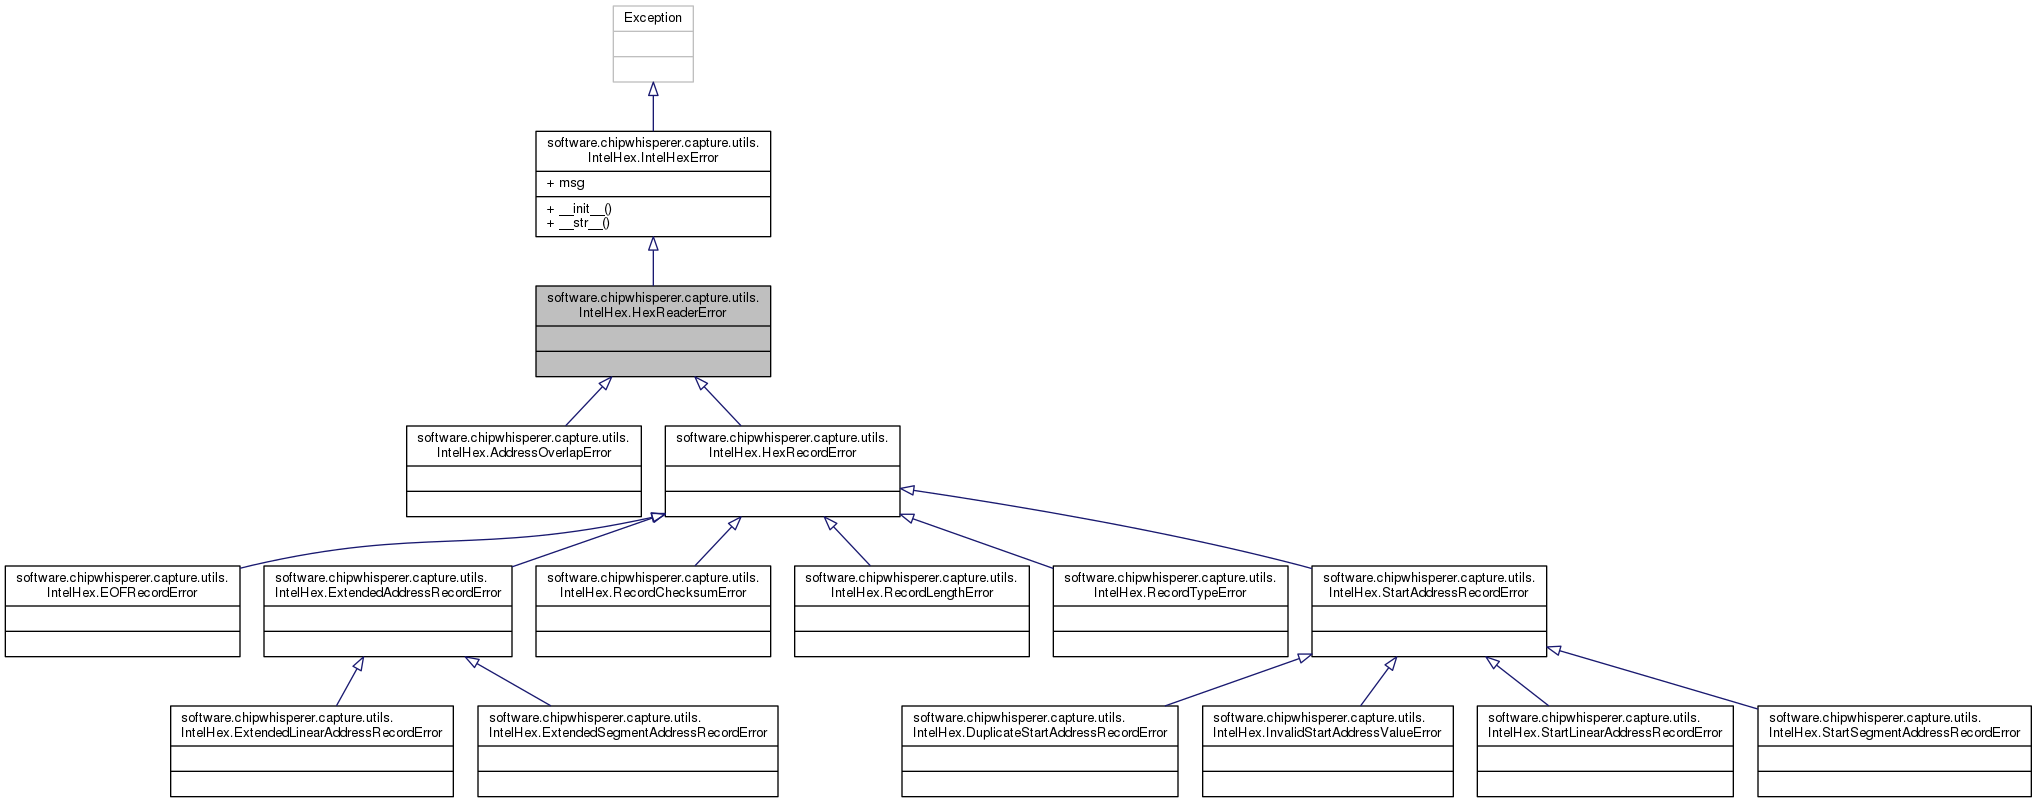 Exception
software.chipwhisperer.capture.utils.
IntelHex.IntelHexError
+ msg
+ __init__()
+ __str__()
software.chipwhisperer.capture.utils.
IntelHex.HexReaderError
software.chipwhisperer.capture.utils.
IntelHex.AddressOverlapError
software.chipwhisperer.capture.utils.
IntelHex.HexRecordError
software.chipwhisperer.capture.utils.
IntelHex.EOFRecordError
software.chipwhisperer.capture.utils.
IntelHex.ExtendedAddressRecordError
software.chipwhisperer.capture.utils.
IntelHex.RecordChecksumError
software.chipwhisperer.capture.utils.
IntelHex.RecordLengthError
software.chipwhisperer.capture.utils.
IntelHex.RecordTypeError
software.chipwhisperer.capture.utils.
IntelHex.StartAddressRecordError
software.chipwhisperer.capture.utils.
IntelHex.ExtendedLinearAddressRecordError
software.chipwhisperer.capture.utils.
IntelHex.ExtendedSegmentAddressRecordError
software.chipwhisperer.capture.utils.
IntelHex.DuplicateStartAddressRecordError
software.chipwhisperer.capture.utils.
IntelHex.InvalidStartAddressValueError
software.chipwhisperer.capture.utils.
IntelHex.StartLinearAddressRecordError
software.chipwhisperer.capture.utils.
IntelHex.StartSegmentAddressRecordError